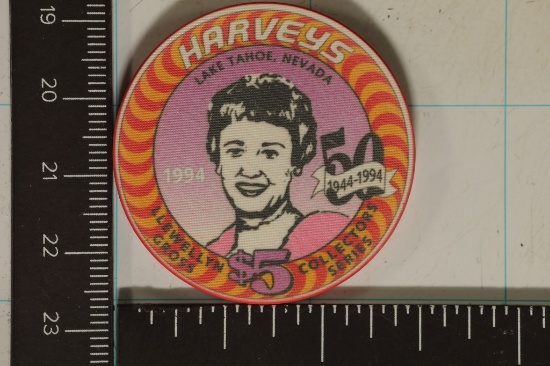 HARVEYS
LAKE TAHOE, NEVADA
1994
50
1944-1994
LLEWELLYN
GROSS
$5
COLLECTORS
SERIES
19
20
21
22
23